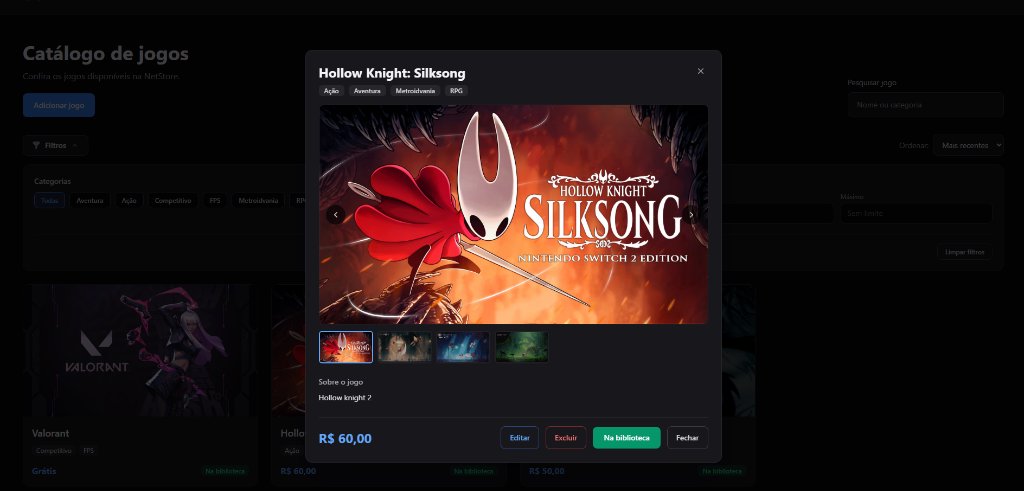 Catálogo de jogos
Confira os jogos disponíveis na NetStore.
Adicionar jogo
Pesquisar jogo
Nome ou categoria
Filtros
Ordenar:
Mais recentes
Categorias
Todas
Aventura
Ação
Competitivo
FPS
Metroidvania
Máximo
Sem limite
Limpar filtros
Hollow Knight: Silksong
Ação
Aventura
Metroidvania
RPG
HOLLOW KNIGHT
SILKSONG
NINTENDO SWITCH 2 EDITION
Sobre o jogo
Hollow knight 2
R$ 60,00
Editar
Excluir
Na biblioteca
Fechar
VALORANT
Valorant
Competitivo
FPS
Grátis
Na biblioteca
Ação
R$ 60,00
Na biblioteca
R$ 50,00
Na biblioteca